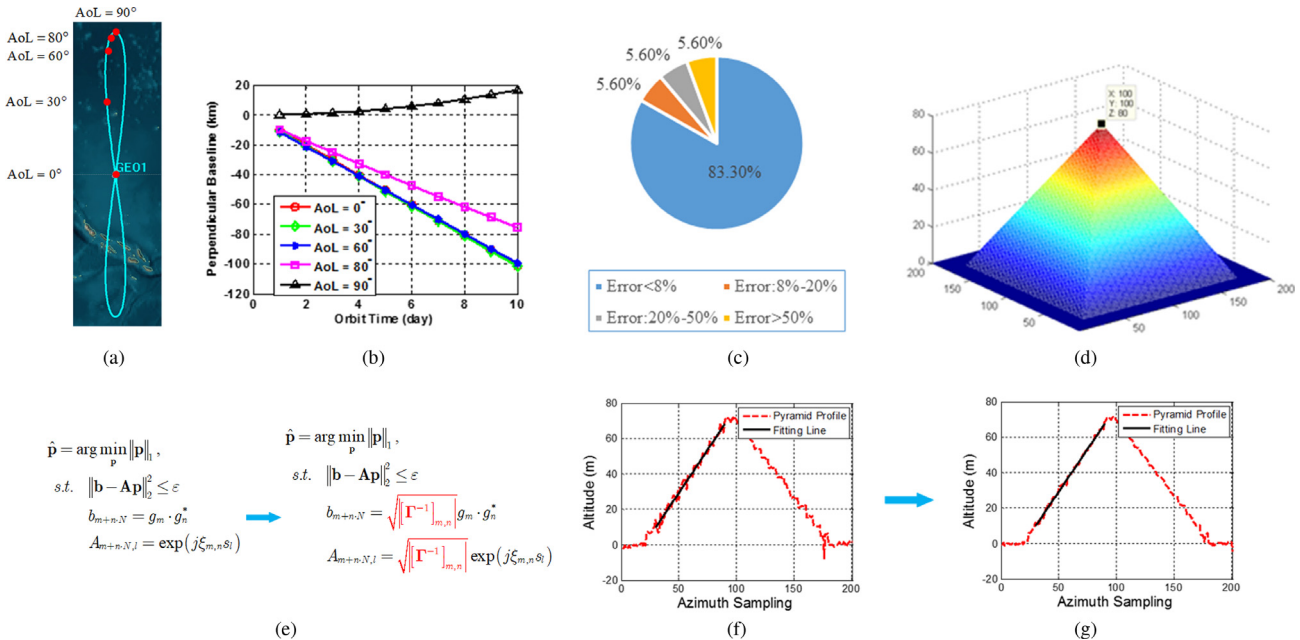 AoL = 90°
AoL= 80°
AoL= 60°
AoL = 30°
AoL = 0°
GEO1
(a)
Perpendicular Baseline (km)
20
0
-20
-40
-60
-80
-100
-120
AoL = 0°
AoL = 30°
AoL = 60°
AoL = 80°
AoL = 90°
0 2 4 6 8 10
Orbit Time (day)
(b)
5.60%
5.60%
5.60%
83.30%
Error<8% Error:8%-20%
Error:20%-50% Error>50%
(c)
X: 100
Y: 100
Z: 80
80
60
40
20
0
200
150
100
50
50
100
150
200
(d)
p̂ = arg min_p ‖p‖₁ ,
s.t. ‖b − Ap‖₂² ≤ ε
b_{m+n·N} = g_m · g_n^*
A_{m+n·N,l} = exp(jξ_{m,n}s_l)
p̂ = arg min_p ‖p‖₁ ,
s.t. ‖b − Ap‖₂² ≤ ε
b_{m+n·N} = √|[Γ⁻¹]_{m,n}| g_m · g_n^*
A_{m+n·N,l} = √|[Γ⁻¹]_{m,n}| exp(jξ_{m,n}s_l)
(e)
Altitude (m)
80
60
40
20
0
-20
Pyramid Profile
Fitting Line
0 50 100 150 200
Azimuth Sampling
(f)
Altitude (m)
80
60
40
20
0
-20
Pyramid Profile
Fitting Line
0 50 100 150 200
Azimuth Sampling
(g)